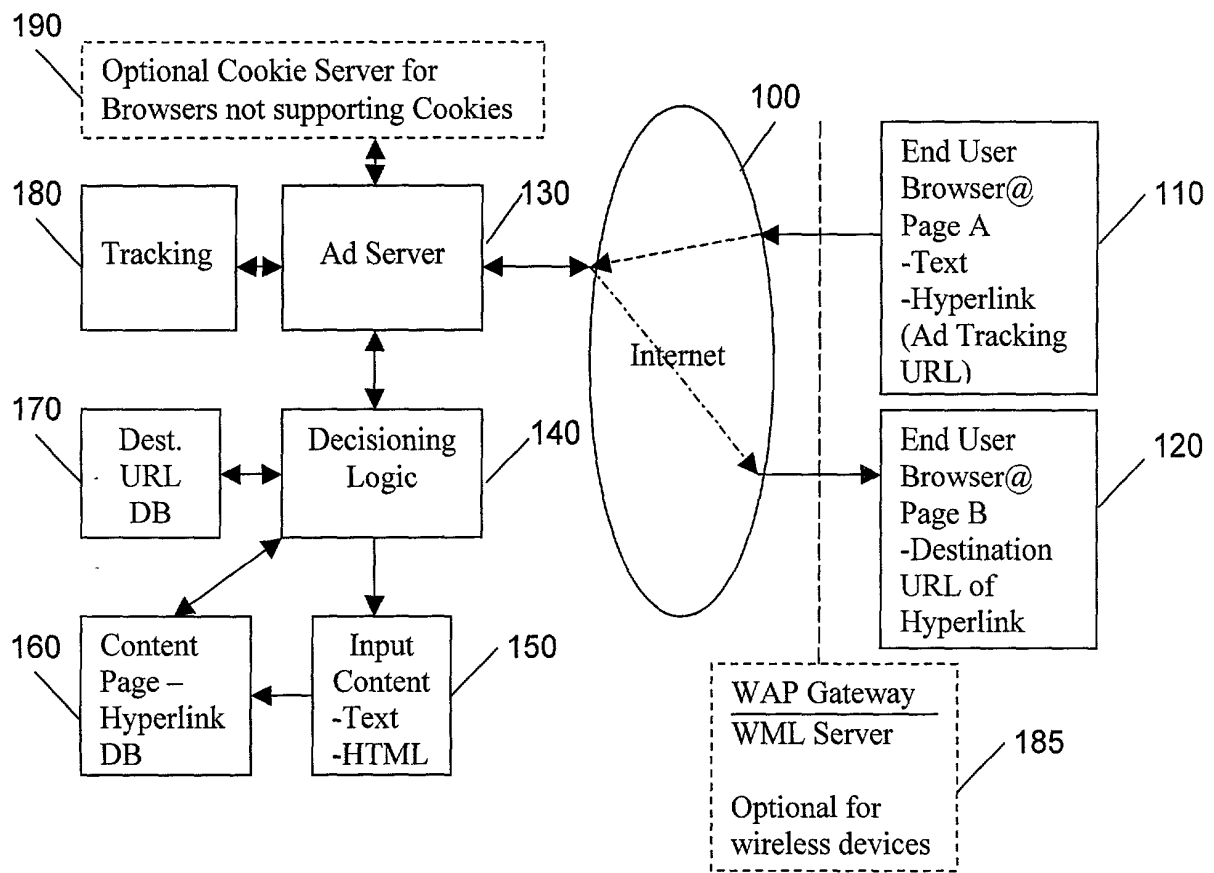 190
Optional Cookie Server for
Browsers not supporting Cookies
100
180
Tracking
130
Ad Server
End User
Browser@
Page A
-Text
-Hyperlink
(Ad Tracking
URL)
110
Internet
170
Dest.
URL
DB
Decisioning
Logic
140
End User
Browser@
Page B
-Destination
URL of
Hyperlink
120
160
Content
Page –
Hyperlink
DB
Input
Content
-Text
-HTML
150
WAP Gateway
WML Server
Optional for
wireless devices
185